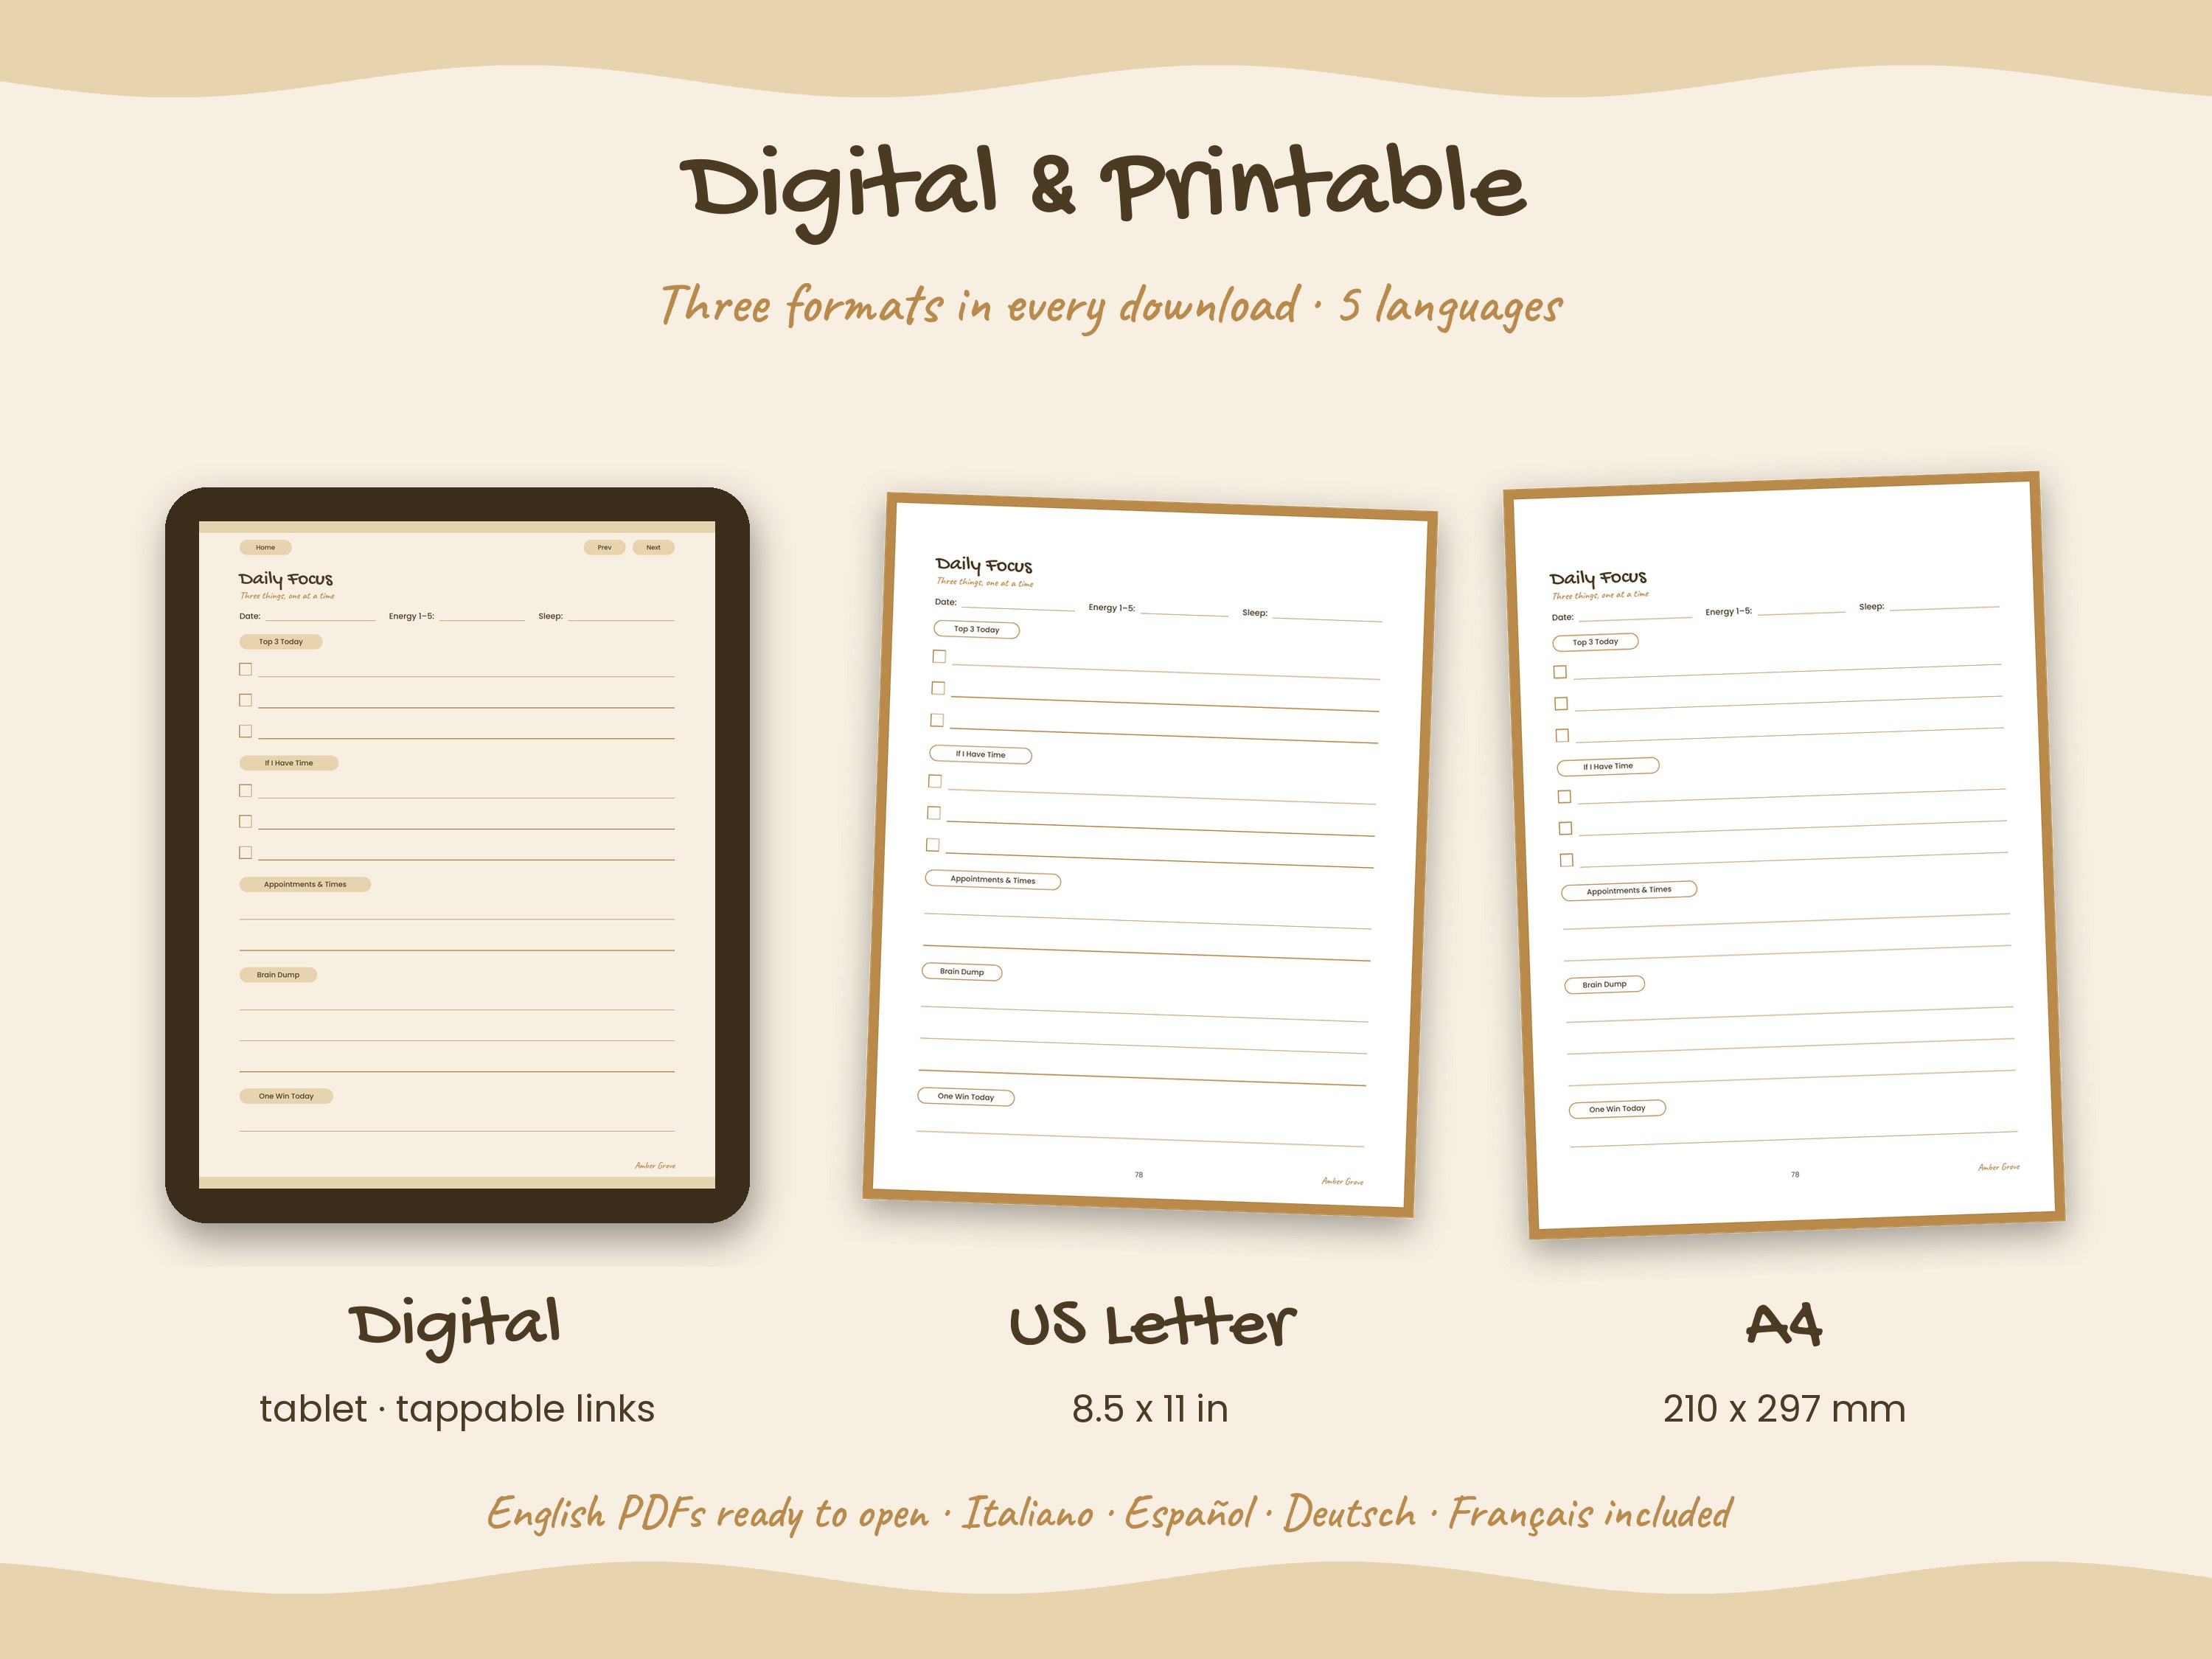 Digital & Printable
Three formats in every download · 5 languages
Home Prev Next
Daily Focus
Three things, one at a time
Date: Energy 1–5: Sleep:
Top 3 Today
If I Have Time
Appointments & Times
Brain Dump
One Win Today
Amber Grove
Daily Focus
Three things, one at a time
Date: Energy 1–5: Sleep:
Top 3 Today
If I Have Time
Appointments & Times
Brain Dump
One Win Today
78
Amber Grove
Daily Focus
Three things, one at a time
Date: Energy 1–5: Sleep:
Top 3 Today
If I Have Time
Appointments & Times
Brain Dump
One Win Today
78
Amber Grove
Digital
tablet · tappable links
US Letter
8.5 x 11 in
A4
210 x 297 mm
English PDFs ready to open · Italiano · Español · Deutsch · Français included